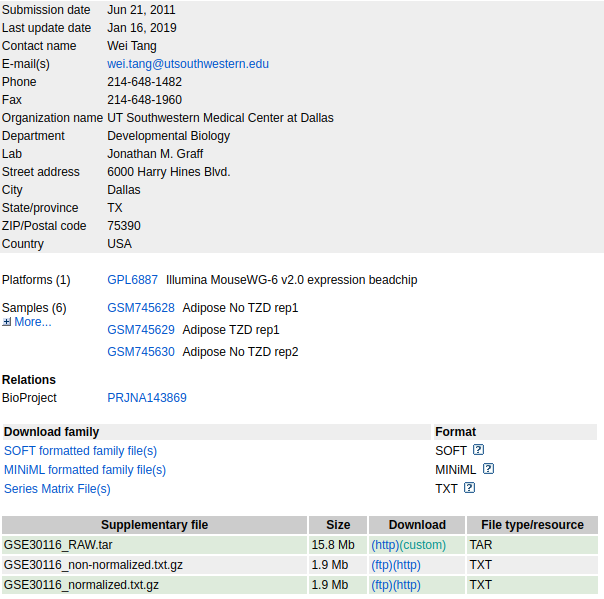 Submission date Jun 21, 2011
Last update date Jan 16, 2019
Contact name Wei Tang
E-mail(s) wei.tang@utsouthwestern.edu
Phone 214-648-1482
Fax 214-648-1960
Organization name UT Southwestern Medical Center at Dallas
Department Developmental Biology
Lab Jonathan M. Graff
Street address 6000 Harry Hines Blvd.
City Dallas
State/province TX
ZIP/Postal code 75390
Country USA
Platforms (1) GPL6887 Illumina MouseWG-6 v2.0 expression beadchip
Samples (6) GSM745628 Adipose No TZD rep1
More...
GSM745629 Adipose TZD rep1
GSM745630 Adipose No TZD rep2
Relations
BioProject PRJNA143869
Download family Format
SOFT formatted family file(s) SOFT ?
MINiML formatted family file(s) MINiML ?
Series Matrix File(s) TXT ?
Supplementary file Size Download File type/resource
GSE30116_RAW.tar 15.8 Mb (http)(custom) TAR
GSE30116_non-normalized.txt.gz 1.9 Mb (ftp)(http) TXT
GSE30116_normalized.txt.gz 1.9 Mb (ftp)(http) TXT